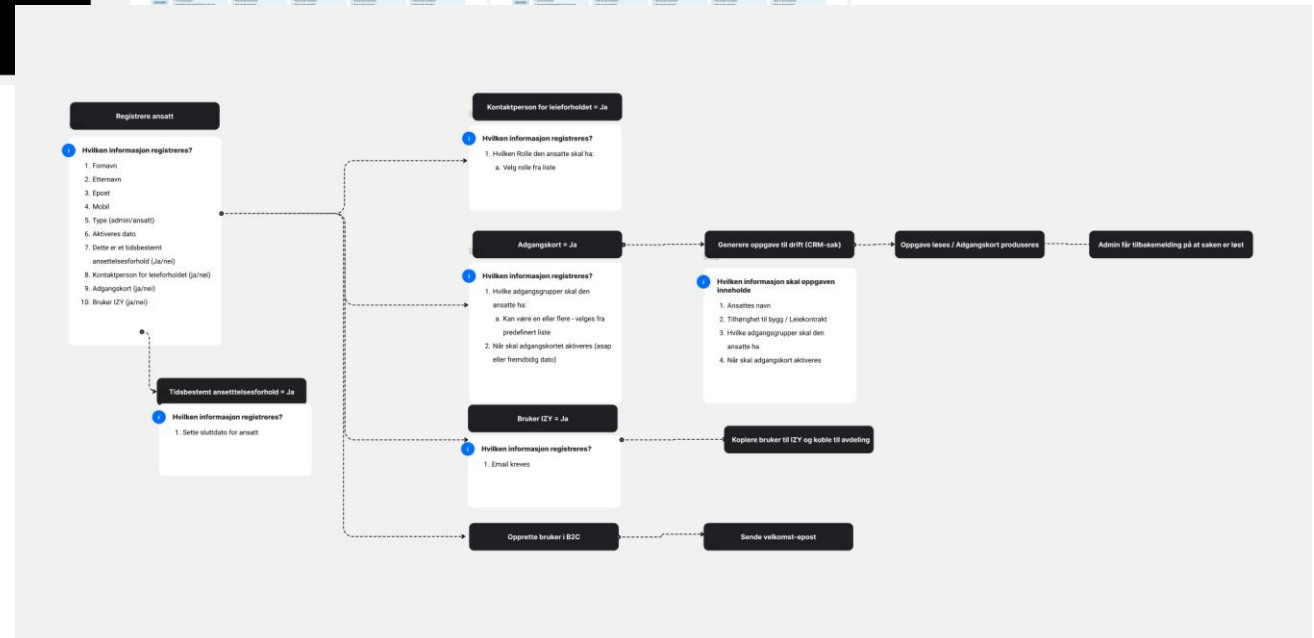 Registrere ansatt
Hvilken informasjon registreres?
1. Fornavn
2. Etternavn
3. Epost
4. Mobil
5. Type (admin/ansatt)
6. Aktiveres dato
7. Dette er et tidsbestemt
ansettelsesforhold (Ja/nei)
8. Kontaktperson for leieforholdet (ja/nei)
9. Adgangskort (ja/nei)
10. Bruker IZY (ja/nei)
Tidsbestemt ansetttelsesforhold = Ja
Hvilken informasjon registreres?
1. Sette sluttdato for ansatt
Kontaktperson for leieforholdet = Ja
Hvilken informasjon registreres?
1. Hvilken Rolle den ansatte skal ha:
a. Velg rolle fra liste
Adgangskort = Ja
Hvilken informasjon registreres?
1. Hvilke adgangsgrupper skal den
ansatte ha:
a. Kan være en eller flere - velges fra
predefinert liste
2. Når skal adgangskortet aktiveres (asap
eller fremdtidig dato)
Generere oppgave til drift (CRM-sak)
Hvilken informasjon skal oppgaven
inneholde
1. Ansattes navn
2. Tilhørighet til bygg / Leiekontrakt
3. Hvilke adgangsgrupper skal den
ansatte ha
4. Når skal adgangskort aktiveres
Oppgave løses / Adgangskort produseres
Admin får tilbakemelding på at saken er løst
Bruker IZY = Ja
Hvilken informasjon registreres?
1. Email kreves
Kopiere bruker til IZY og koble til avdeling
Opprette bruker i B2C
Sende velkomst-epost